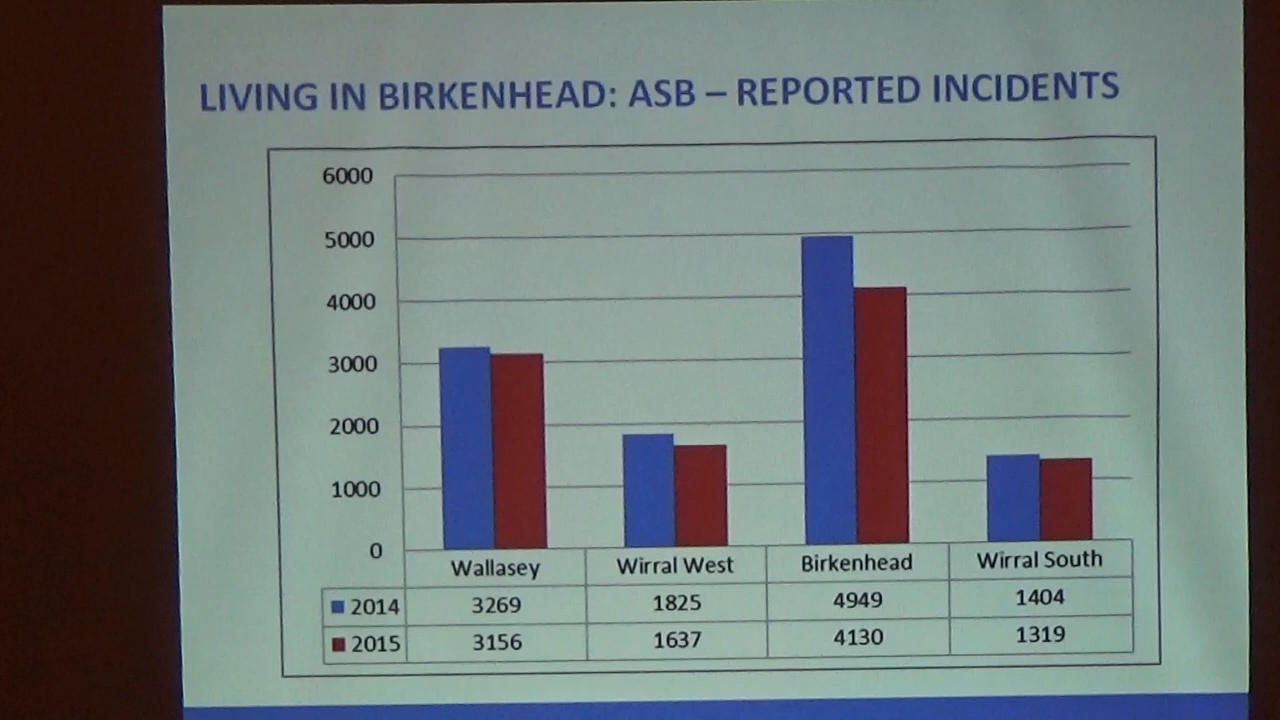 LIVING IN BIRKENHEAD: ASB – REPORTED INCIDENTS
6000
5000
4000
3000
2000
1000
0
Wallasey Wirral West Birkenhead Wirral South
2014 3269 1825 4949 1404
2015 3156 1637 4130 1319